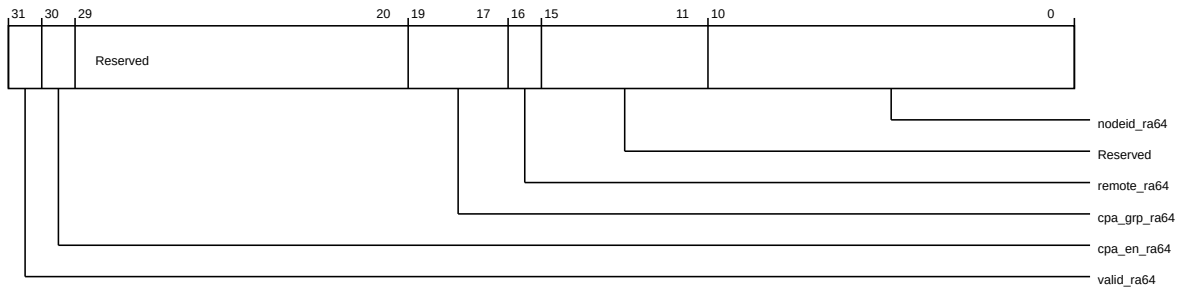 31 30 29 20 19 17 16 15 11 10 0
Reserved
nodeid_ra64
Reserved
remote_ra64
cpa_grp_ra64
cpa_en_ra64
valid_ra64